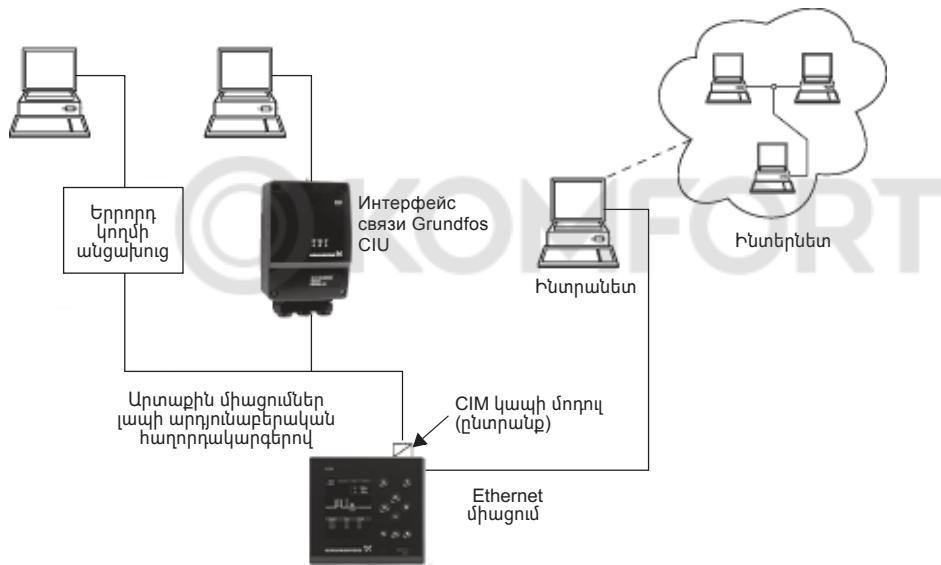 KOMFORT
Երրորդ
կողմի
անցախուց
Интерфейс
связи Grundfos
CIU
Ինտերնետ
Ինտրանետ
Արտաքին միացումներ
լապի արդյունաբերական
հաղորդակարգերով
CIM կապի մոդուլ
(ընտրանք)
Ethernet
միացում